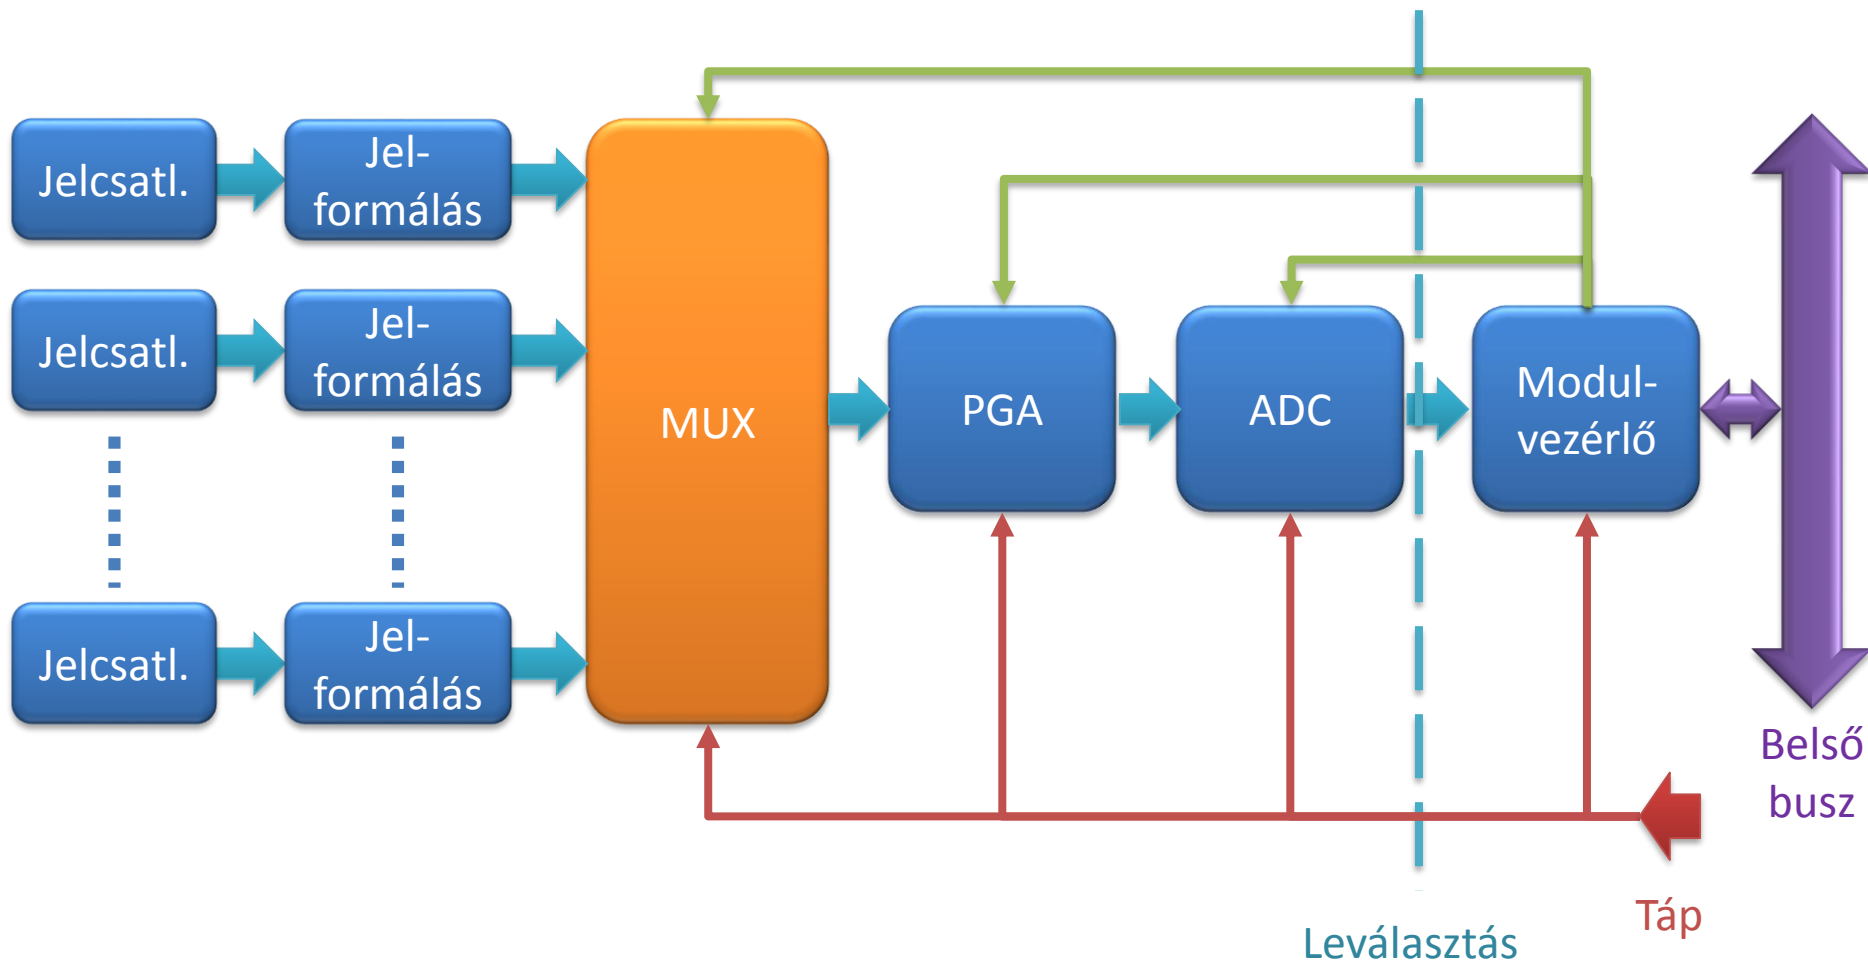 Jelcsatl.
Jel-
formálás
Jelcsatl.
Jel-
formálás
Jelcsatl.
Jel-
formálás
MUX
PGA
ADC
Modul-
vezérlő
Belső
busz
Táp
Leválasztás